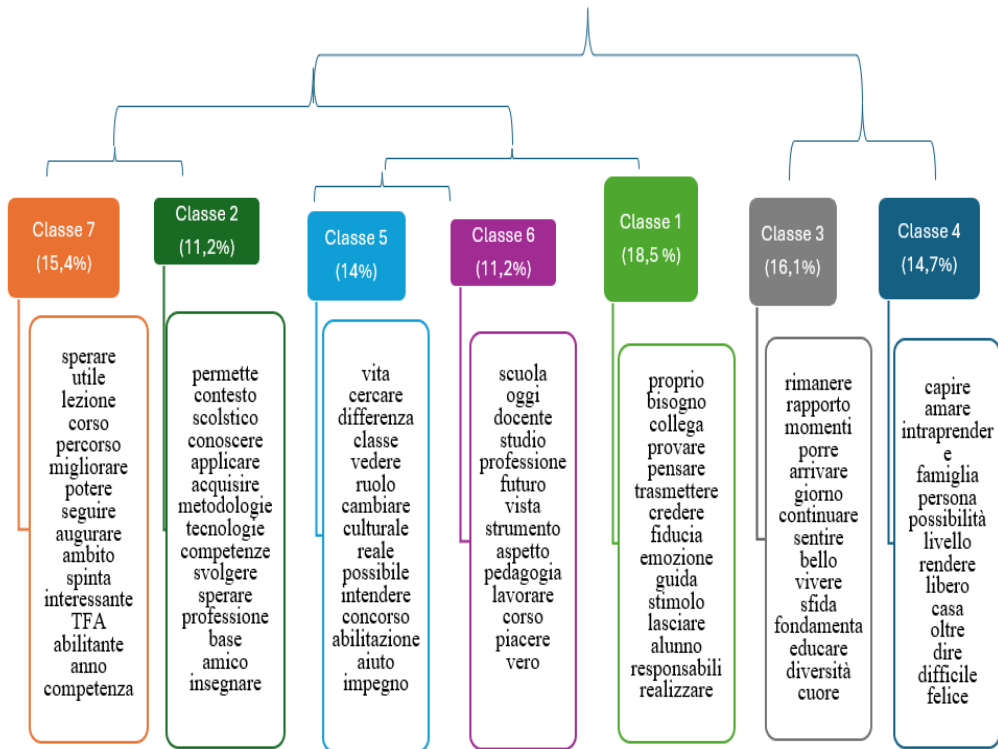 Classe 7
(15,4%)
sperare
utile
lezione
corso
percorso
migliorare
potere
seguire
augurare
ambito
spinta
interessante
TFA
abilitante
anno
competenza
Classe 2
(11,2%)
permette
contesto
scolstico
conoscere
applicare
acquisire
metodologie
tecnologie
competenze
svolgere
sperare
professione
base
amico
insegnare
Classe 5
(14%)
vita
cercare
differenza
classe
vedere
ruolo
cambiare
culturale
reale
possibile
intendere
concorso
abilitazione
aiuto
impegno
Classe 6
(11,2%)
scuola
oggi
docente
studio
professione
futuro
vista
strumento
aspetto
pedagogia
lavorare
corso
piacere
vero
Classe 1
(18,5 %)
proprio
bisogno
collega
provare
pensare
trasmettere
credere
fiducia
emozione
guida
stimolo
lasciare
alunno
responsabili
realizzare
Classe 3
(16,1%)
rimanere
rapporto
momenti
porre
arrivare
giorno
continuare
sentire
bello
vivere
sfida
fondamenta
educare
diversità
cuore
Classe 4
(14,7%)
capire
amare
intraprender
e
famiglia
persona
possibilità
livello
rendere
libero
casa
oltre
dire
difficile
felice